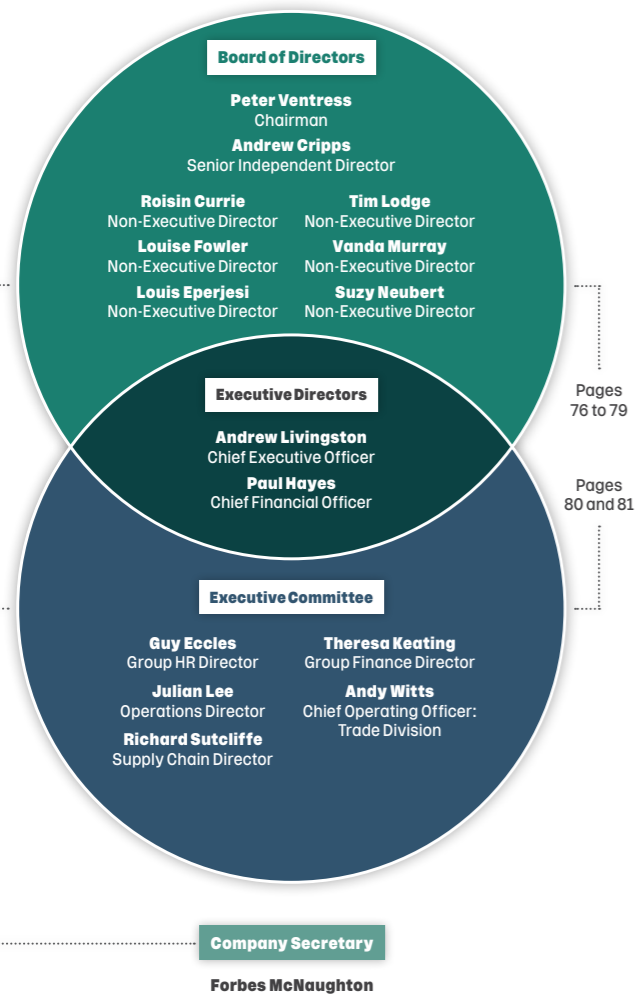 Board of Directors
Peter Ventress
Chairman
Andrew Cripps
Senior Independent Director
Roisin Currie
Non-Executive Director
Louise Fowler
Non-Executive Director
Louis Eperjesi
Non-Executive Director
Tim Lodge
Non-Executive Director
Vanda Murray
Non-Executive Director
Suzy Neubert
Non-Executive Director
Pages
76 to 79
Executive Directors
Andrew Livingston
Chief Executive Officer
Paul Hayes
Chief Financial Officer
Pages
80 and 81
Executive Committee
Guy Eccles
Group HR Director
Julian Lee
Operations Director
Richard Sutcliffe
Supply Chain Director
Theresa Keating
Group Finance Director
Andy Witts
Chief Operating Officer:
Trade Division
Company Secretary
Forbes McNaughton